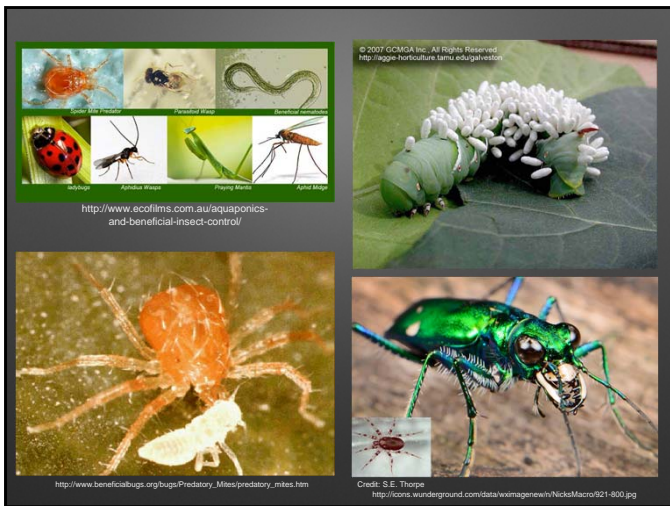 Spider Mite Predator
Parasitoid Wasp
Beneficial nematodes
ladybugs
Aphidius Wasps
Praying Mantis
Aphid Midge
http://www.ecofilms.com.au/aquaponics-
and-beneficial-insect-control/
© 2007 GCMGA Inc., All Rights Reserved
http://aggie-horticulture.tamu.edu/galveston
http://www.beneficialbugs.org/bugs/Predatory_Mites/predatory_mites.htm
Credit: S.E. Thorpe
http://icons.wunderground.com/data/wximagenew/n/NicksMacro/921-800.jpg